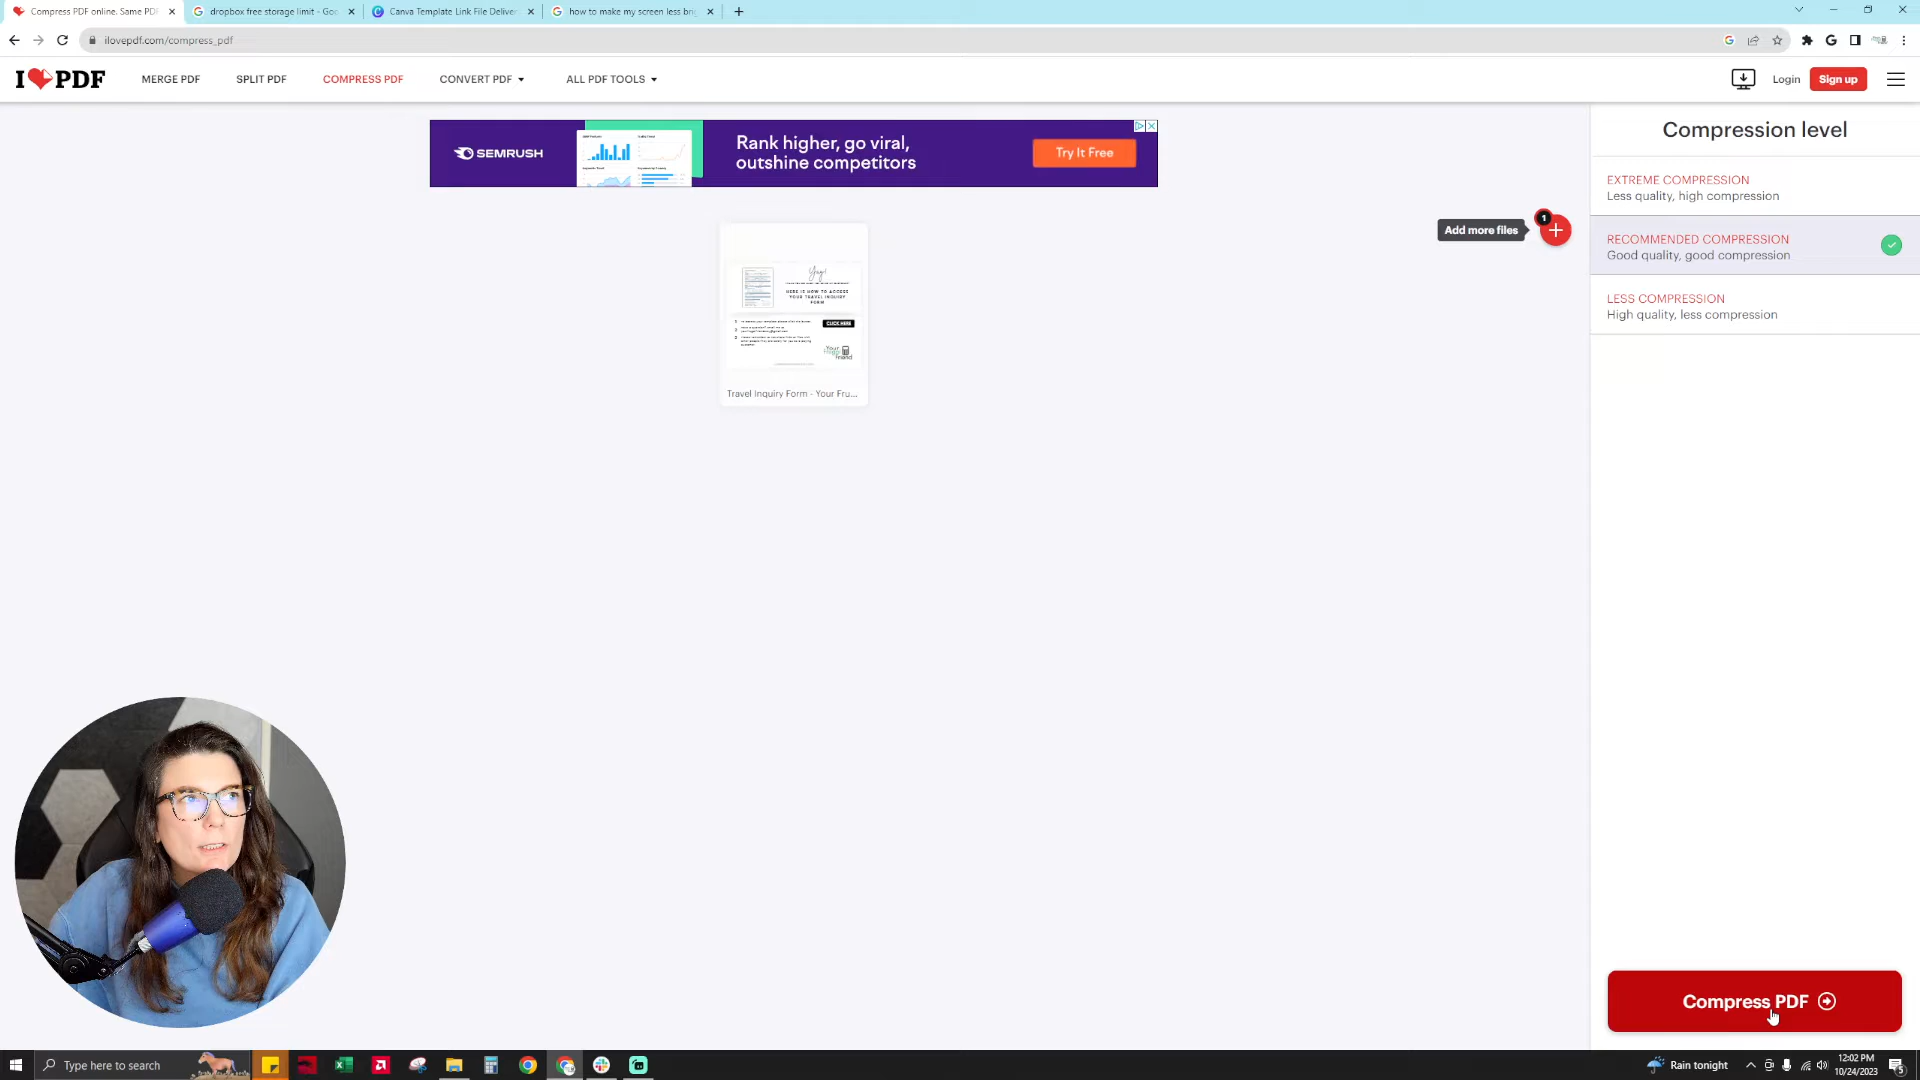 Compress PDF online. Same PD
dropbox free storage limit - Goo
Canva Template Link File Deliver
how to make my screen less bri
ilovepdf.com/compress_pdf
I PDF
MERGE PDF
SPLIT PDF
COMPRESS PDF
CONVERT PDF
ALL PDF TOOLS
Login
Sign up
SEMRUSH
Rank higher, go viral,
outshine competitors
Try It Free
Compression level
EXTREME COMPRESSION
Less quality, high compression
Add more files
1
RECOMMENDED COMPRESSION
Good quality, good compression
LESS COMPRESSION
High quality, less compression
Yay!
HERE IS HOW TO ACCESS
YOUR TRAVEL INQUIRY
FORM
CLICK HERE
Travel Inquiry Form - Your Fru...
Compress PDF
Type here to search
Rain tonight
12:02 PM
10/24/2023
5